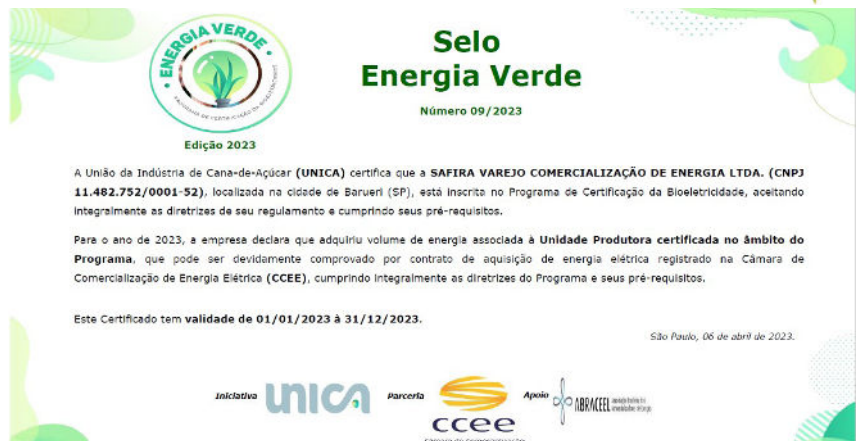 ENERGIA VERDE
PROGRAMA DE CERTIFICAÇÃO DA BIOELETRICIDADE
Edição 2023
Selo
Energia Verde
Número 09/2023
A União da Indústria de Cana-de-Açúcar (UNICA) certifica que a SAFIRA VAREJO COMERCIALIZAÇÃO DE ENERGIA LTDA. (CNPJ
11.482.752/0001-52), localizada na cidade de Barueri (SP), está inscrita no Programa de Certificação da Bioeletricidade, aceitando
integralmente as diretrizes de seu regulamento e cumprindo seus pré-requisitos.
Para o ano de 2023, a empresa declara que adquiriu volume de energia associada à Unidade Produtora certificada no âmbito do
Programa, que pode ser devidamente comprovado por contrato de aquisição de energia elétrica registrado na Câmara de
Comercialização de Energia Elétrica (CCEE), cumprindo integralmente as diretrizes do Programa e seus pré-requisitos.
Este Certificado tem validade de 01/01/2023 à 31/12/2023.
São Paulo, 06 de abril de 2023.
Iniciativa unica Parceria ccee Apoio ABRACEEL